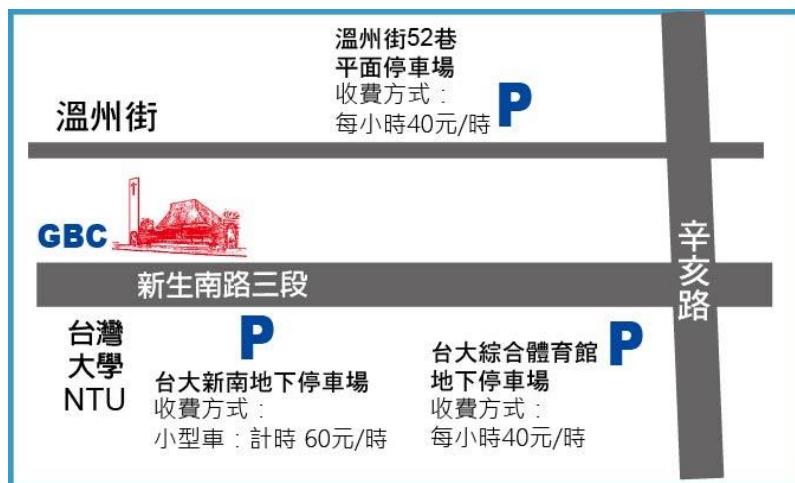 溫州街52巷
平面停車場
收費方式：
每小時40元/時
P
溫州街
GBC
新生南路三段
辛亥路
台灣
大學
NTU
P
台大新南地下停車場
收費方式：
小型車：計時 60元/時
台大綜合體育館
地下停車場
收費方式：
每小時40元/時
P